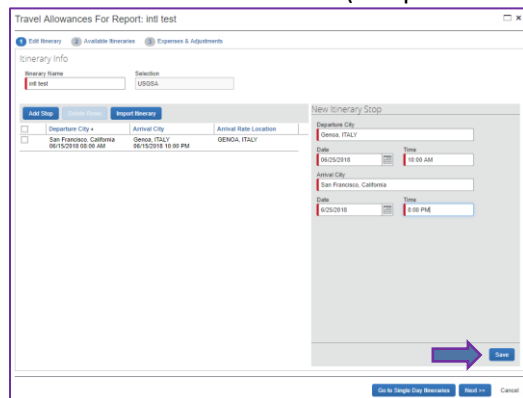 Travel Allowances For Report: intl test
1 Edit Itinerary 2 Available Itineraries 3 Expenses & Adjustments
Itinerary Info
Itinerary Name Selection
intl test USGSA
Add Stop Delete Rows Import Itinerary
Departure City Arrival City Arrival Rate Location
San Francisco, California Genoa, ITALY GENOA, ITALY
06/15/2018 08:00 AM 06/15/2018 10:00 PM
New Itinerary Stop
Departure City
Genoa, ITALY
Date Time
06/25/2018 10:00 AM
Arrival City
San Francisco, California
Date Time
6/25/2018 8:00 PM
Save
Go to Single Day Itineraries Next >> Cancel